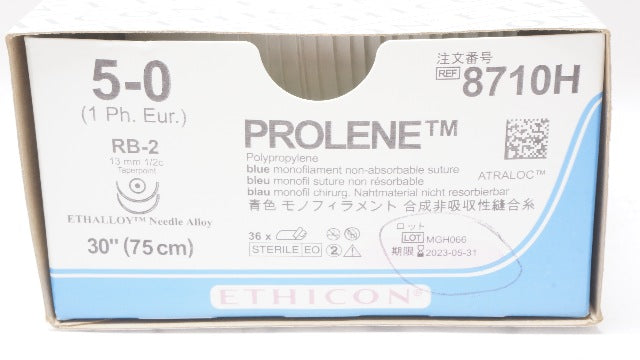 5-0
(1 Ph. Eur.)
RB-2
13 mm 1/2c
Taperpoint
ETHALLOY™ Needle Alloy
30" (75 cm)
PROLENE™
Polypropylene
blue monofilament non-absorbable suture
bleu monofil suture non résorbable
blau monofil chirurg. Nahtmaterial nicht resorbierbar
青色 モノフィラメント 合成非吸収性縫合糸
36 x
STERILE EO 2
注文番号
REF 8710H
ATRALOC™
ロット
LOT MGH066
期限 2023-05-31
ETHICON®